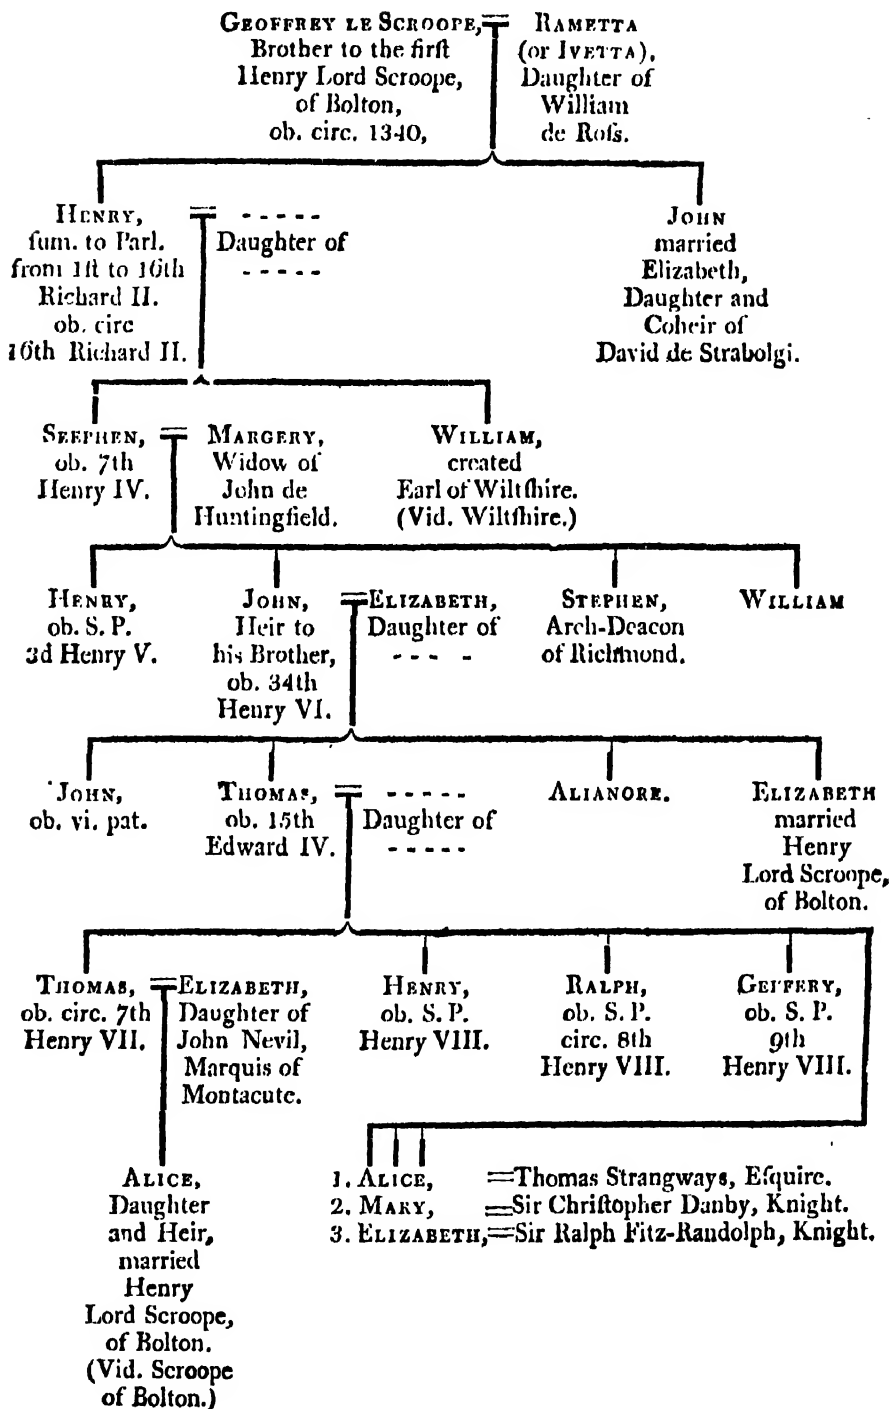 GEOFFREY LE SCROOPE,
Brother to the firſt
Henry Lord Scroope,
of Bolton,
ob. circ. 1340,
RAMETTA
(or IVETTA),
Daughter of
William
de Roſs.
HENRY,
ſum. to Parl.
from 1ſt to 16th
Richard II.
ob. circ
16th Richard II.
- - - - -
Daughter of
- - - - -
JOHN
married
Elizabeth,
Daughter and
Coheir of
David de Strabolgi.
SEEPHEN,
ob. 7th
Henry IV.
MARGERY,
Widow of
John de
Huntingfield.
WILLIAM,
created
Earl of Wiltſhire.
(Vid. Wiltſhire.)
HENRY,
ob. S. P.
3d Henry V.
JOHN,
Heir to
his Brother,
ob. 34th
Henry VI.
ELIZABETH,
Daughter of
- - - -
STEPHEN,
Arch-Deacon
of Richmond.
WILLIAM
JOHN,
ob. vi. pat.
THOMAS,
ob. 15th
Edward IV.
- - - - -
Daughter of
- - - - -
ALIANORE.
ELIZABETH
married
Henry
Lord Scroope,
of Bolton.
THOMAS,
ob. circ. 7th
Henry VII.
ELIZABETH,
Daughter of
John Nevil,
Marquis of
Montacute.
HENRY,
ob. S. P.
Henry VIII.
RALPH,
ob. S. P.
circ. 8th
Henry VIII.
GEFFERY,
ob. S. P.
9th
Henry VIII.
ALICE,
Daughter
and Heir,
married
Henry
Lord Scroope,
of Bolton.
(Vid. Scroope
of Bolton.)
1. ALICE, =Thomas Strangways, Eſquire.
2. MARY, =Sir Chriſtopher Danby, Knight.
3. ELIZABETH,=Sir Ralph Fitz-Randolph, Knight.